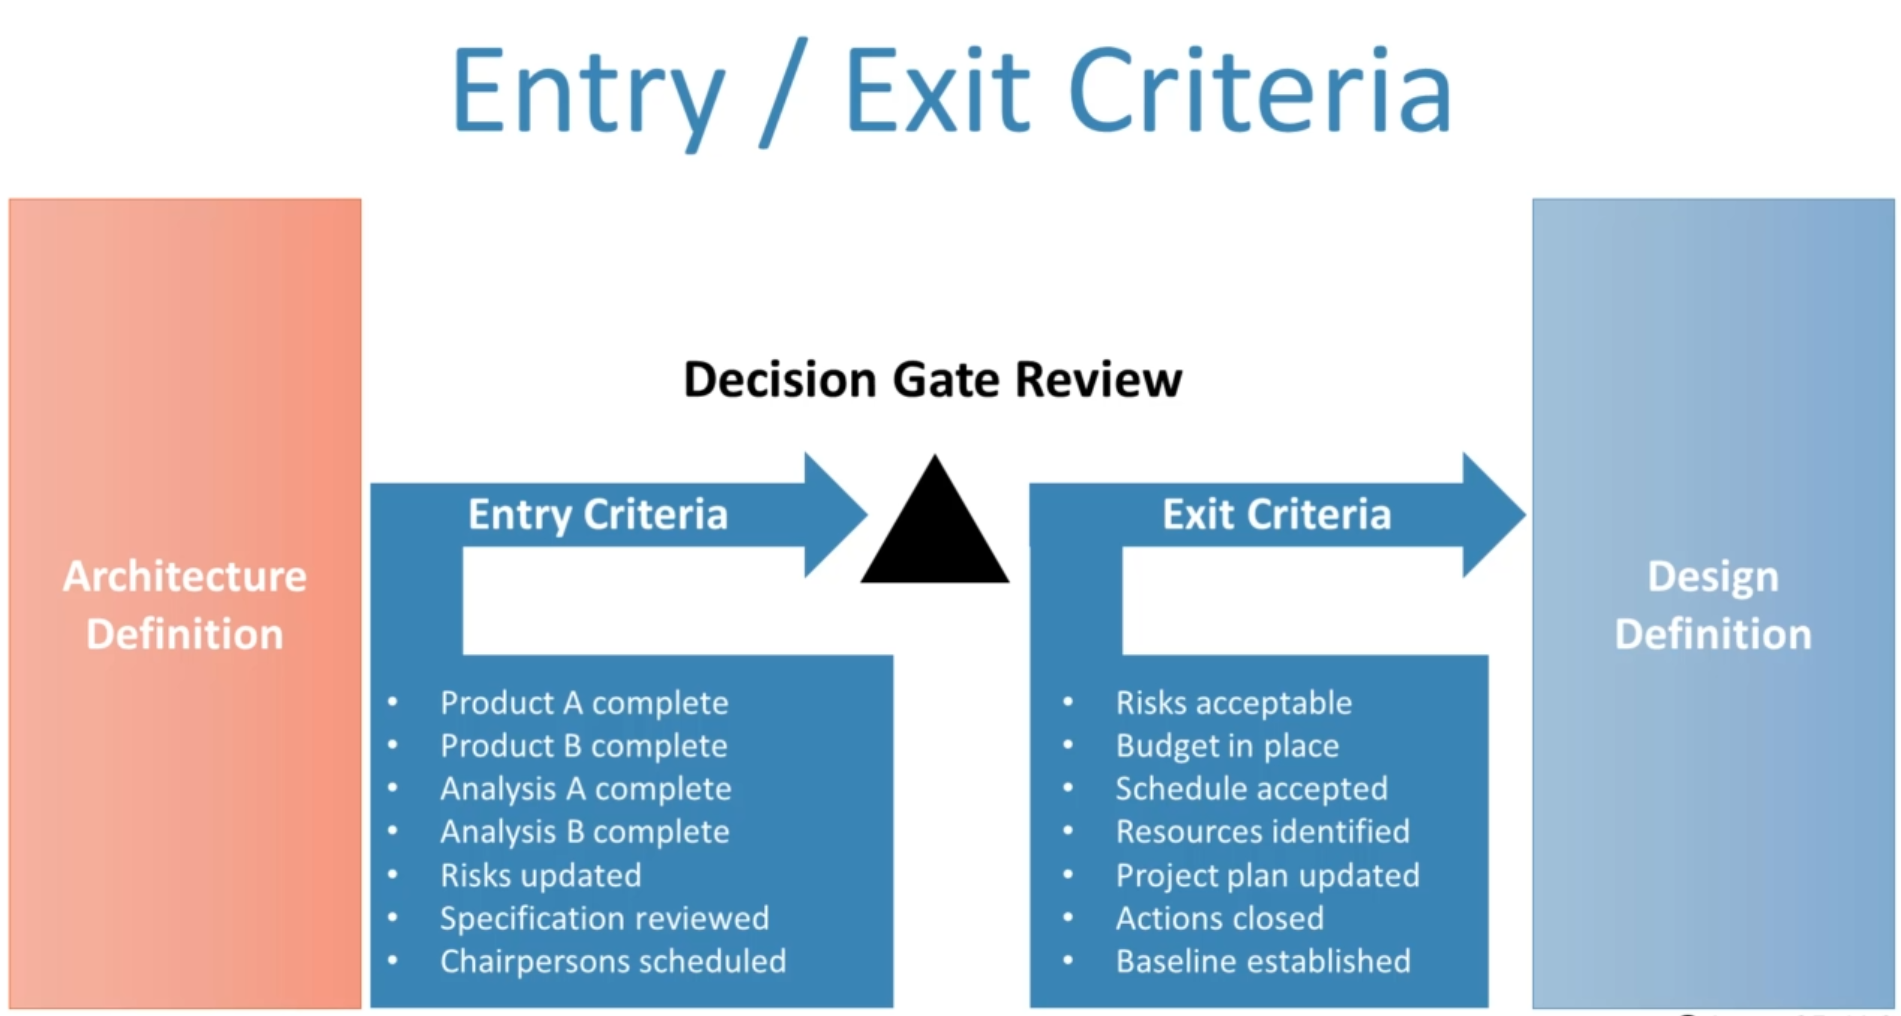 Entry / Exit Criteria
Decision Gate Review
Architecture
Definition
Entry Criteria
• Product A complete
• Product B complete
• Analysis A complete
• Analysis B complete
• Risks updated
• Specification reviewed
• Chairpersons scheduled
Exit Criteria
• Risks acceptable
• Budget in place
• Schedule accepted
• Resources identified
• Project plan updated
• Actions closed
• Baseline established
Design
Definition